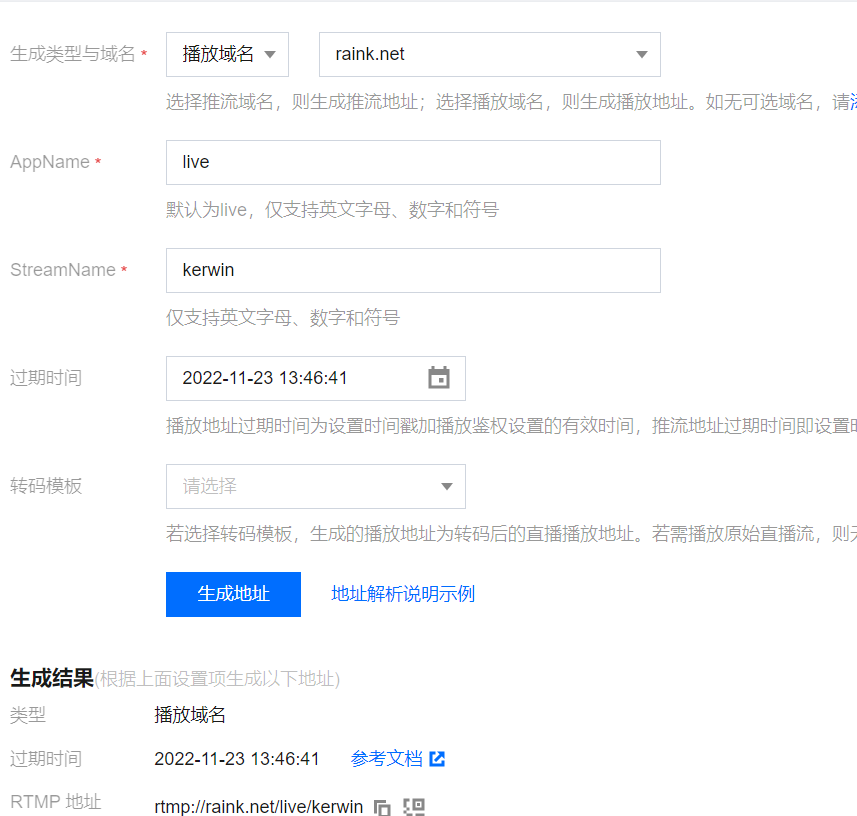 生成类型与域名 * 播放域名 raink.net
选择推流域名，则生成推流地址；选择播放域名，则生成播放地址。如无可选域名，请
AppName * live
默认为live，仅支持英文字母、数字和符号
StreamName * kerwin
仅支持英文字母、数字和符号
过期时间 2022-11-23 13:46:41
播放地址过期时间为设置时间戳加播放鉴权设置的有效时间，推流地址过期时间即设置
转码模板 请选择
若选择转码模板，生成的播放地址为转码后的直播播放地址。若需播放原始直播流，则
生成地址 地址解析说明示例
生成结果(根据上面设置项生成以下地址)
类型 播放域名
过期时间 2022-11-23 13:46:41 参考文档
RTMP 地址 rtmp://raink.net/live/kerwin